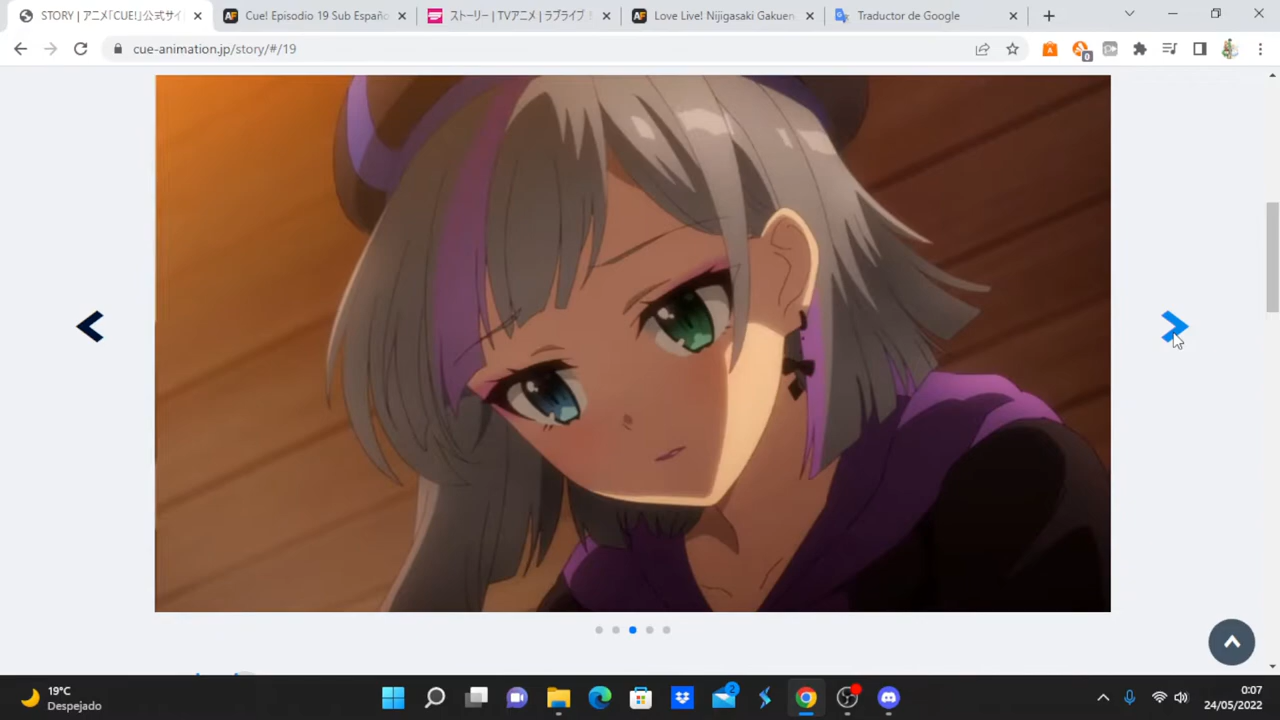 STORY | アニメ「CUE!」公式サイ
Cue! Episodio 19 Sub Españo
ストーリー | TVアニメ | ラブライブ！
Love Live! Nijigasaki Gakuen
Traductor de Google
cue-animation.jp/story/#/19
0
19°C
Despejado
2
0:07
24/05/2022